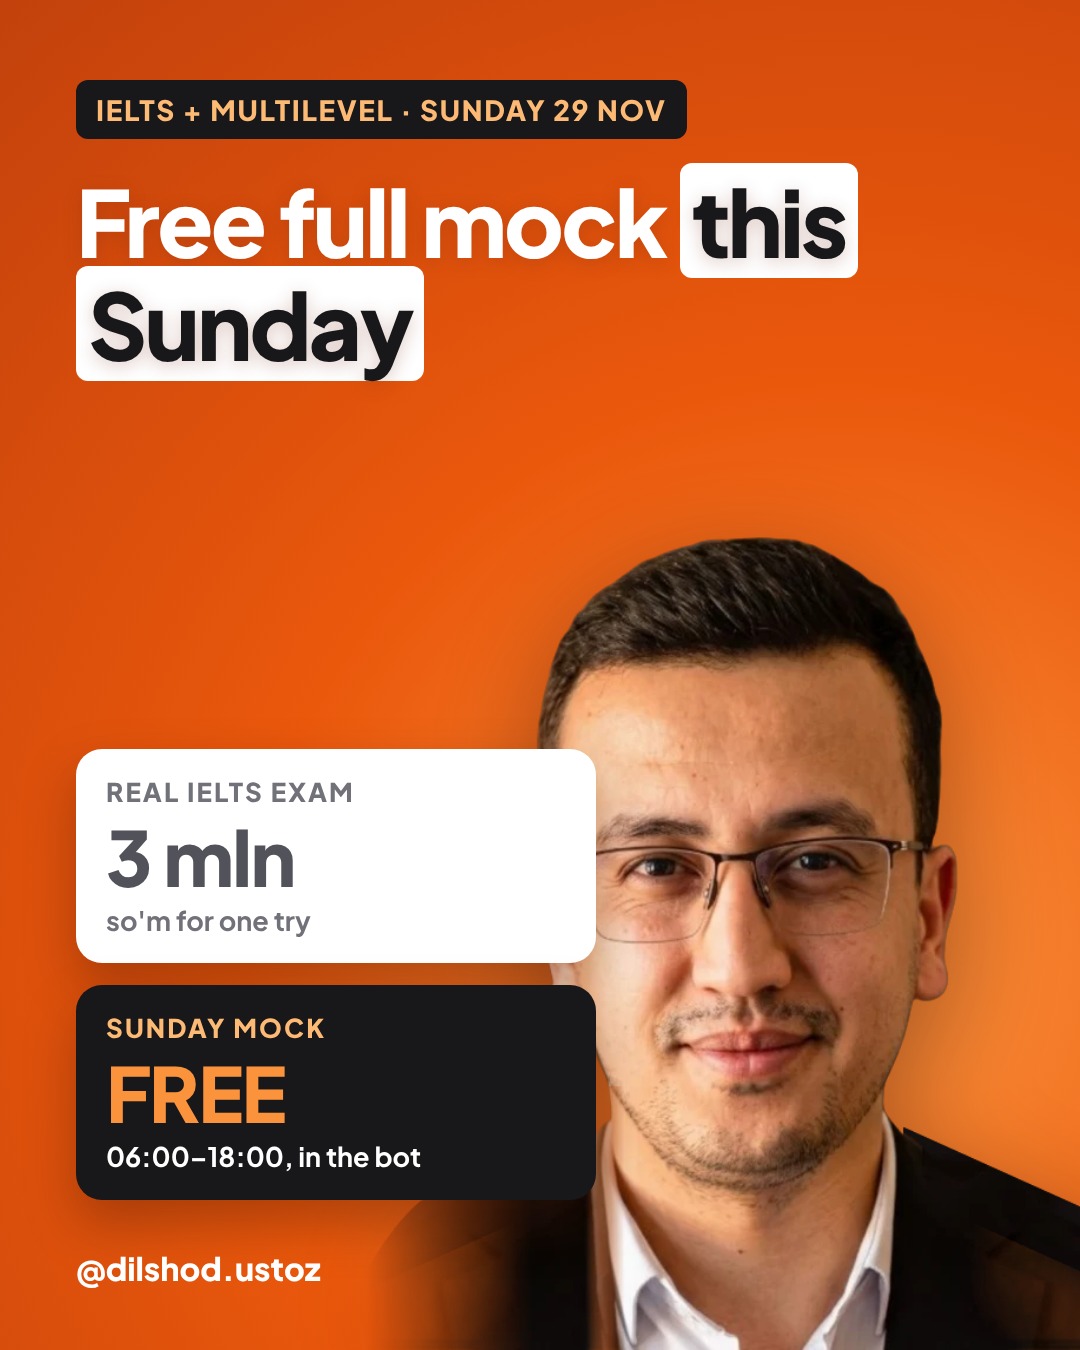 IELTS + MULTILEVEL · SUNDAY 29 NOV
Free full mock this
Sunday
REAL IELTS EXAM
3 mln
so'm for one try
SUNDAY MOCK
FREE
06:00–18:00, in the bot
@dilshod.ustoz